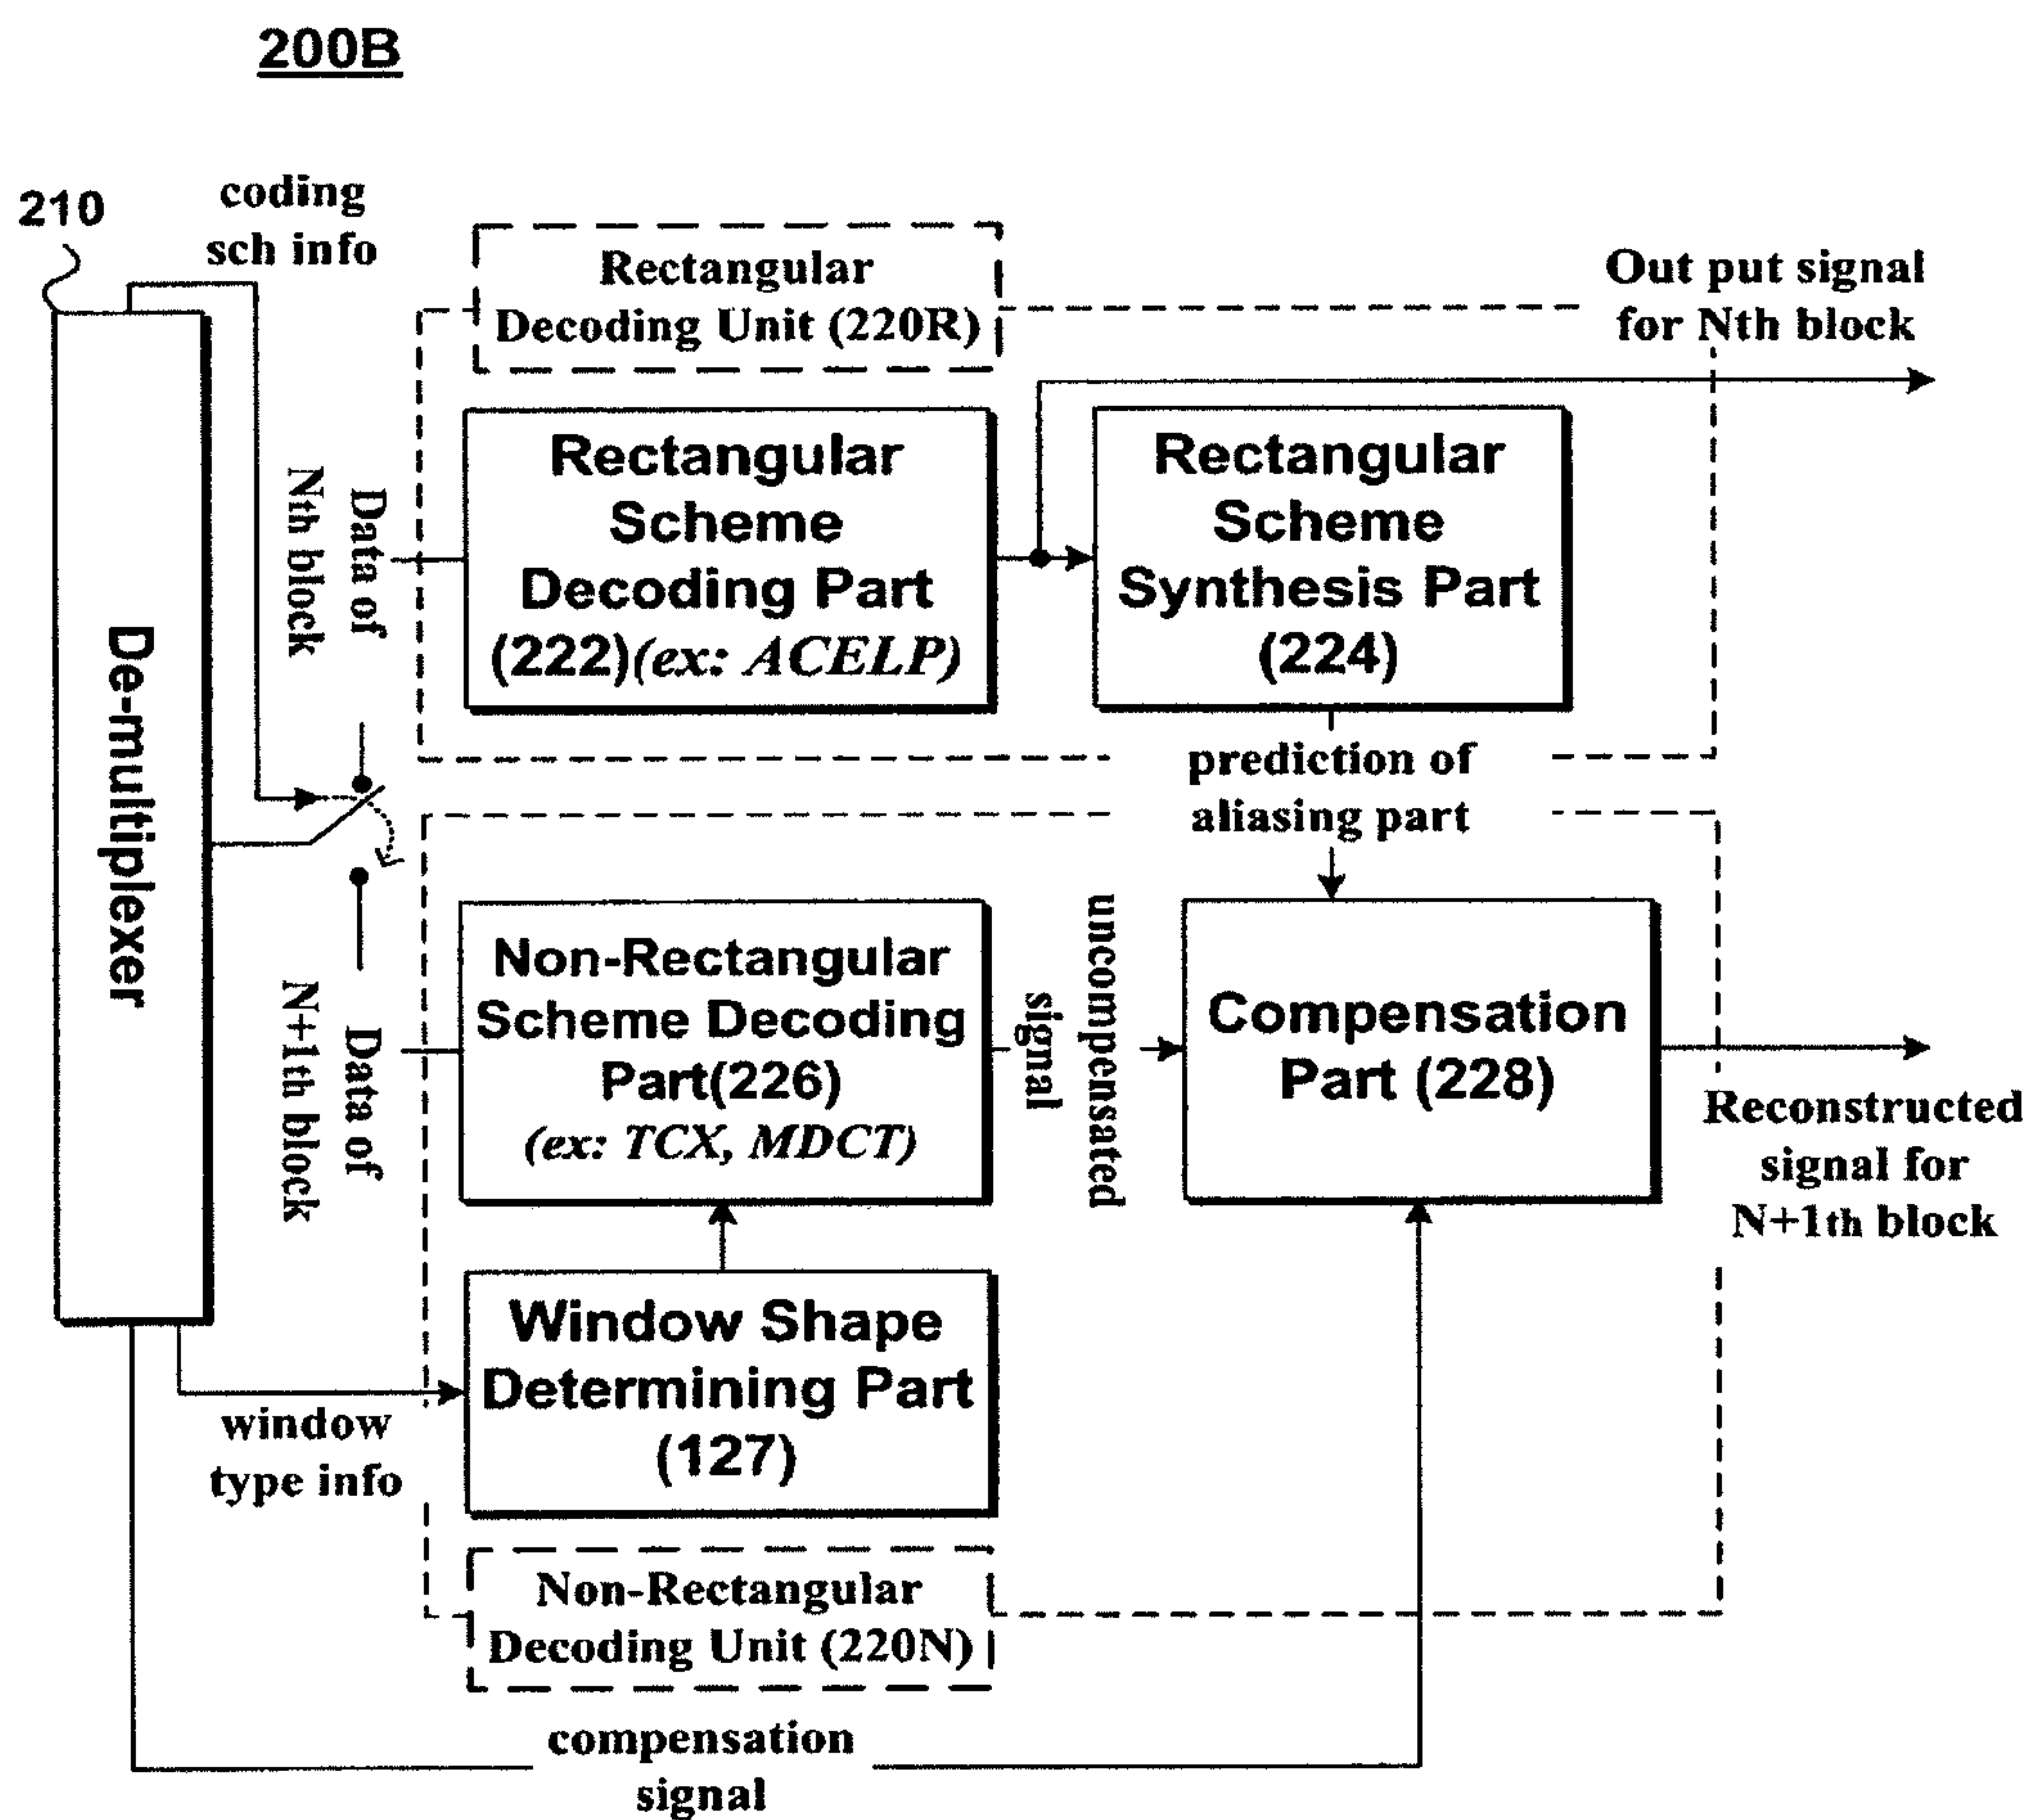 200B
210
coding
sch info
Rectangular
Decoding Unit (220R)
Out put signal
for Nth block
De-multiplexer
Data of
Nth block
Rectangular
Scheme
Decoding Part
(222)(ex: ACELP)
Rectangular
Scheme
Synthesis Part
(224)
prediction of
aliasing part
Data of
N+1th block
Non-Rectangular
Scheme Decoding
Part(226)
(ex: TCX, MDCT)
uncompensated
signal
Compensation
Part (228)
Reconstructed
signal for
N+1th block
Window Shape
Determining Part
(127)
window
type info
Non-Rectangular
Decoding Unit (220N)
compensation
signal